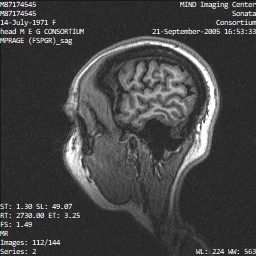 M87174545
M87174545
14-July-1971 F
head M E G CONSORTIUM
MPRAGE (FSPGR)_sag
MIND Imaging Center
Sonata
Consortium
21-September-2005 16:53:33
ST: 1.30 SL: 49.07
RT: 2730.00 ET: 3.25
FS: 1.49
MR
Images: 112/144
Series: 2
WL: 224 WW: 563